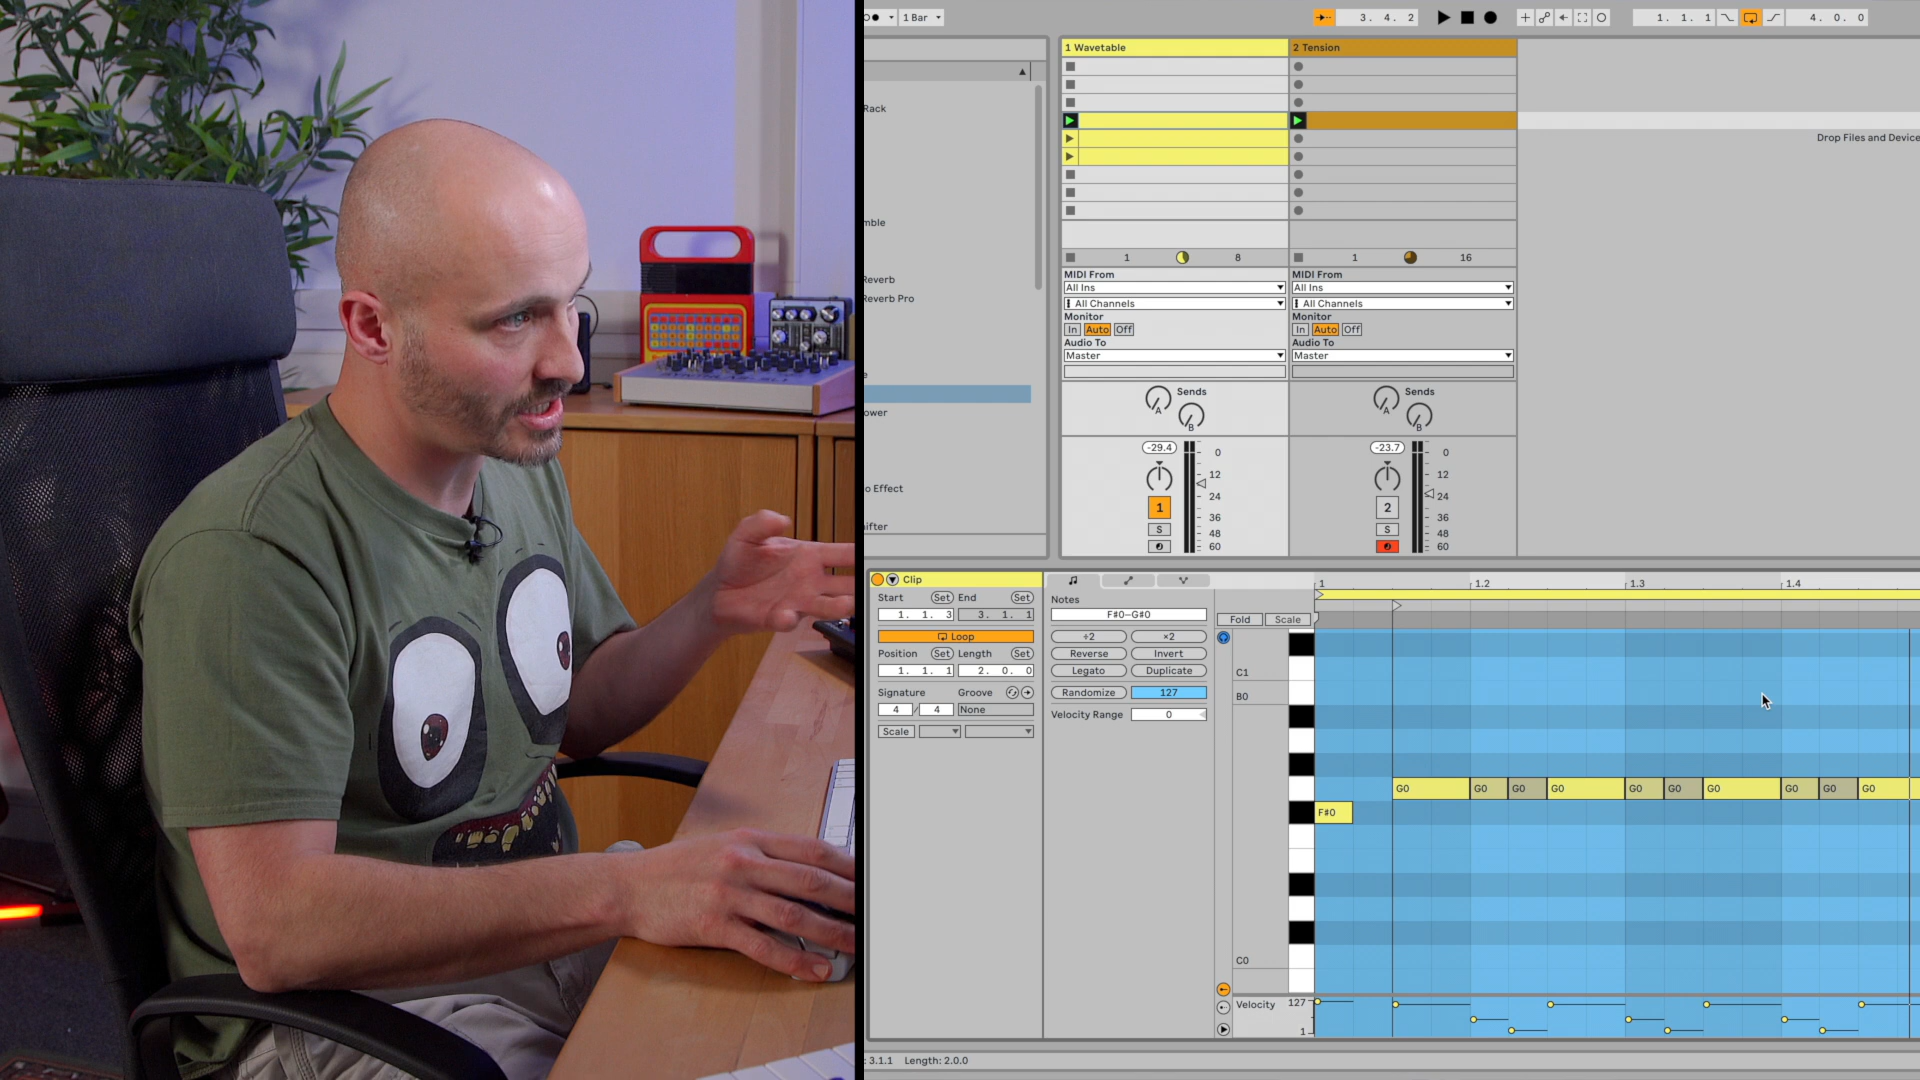 1 Bar
3. 4. 2
1. 1. 1
4. 0. 0
1 Wavetable
2 Tension
Rack
Drop Files and Device
mble
everb
everb Pro
ower
o Effect
ifter
1
8
1
16
MIDI From
MIDI From
All Ins
All Ins
All Channels
All Channels
Monitor
Monitor
In Auto Off
In Auto Off
Audio To
Audio To
Master
Master
Sends
Sends
A
B
A
B
-29.4
-23.7
0
12
24
36
48
60
0
12
24
36
48
60
1
S
2
S
Clip
Start Set End Set
1. 1. 3
3. 1. 1
Loop
Position Set Length Set
1. 1. 1
2. 0. 0
Signature Groove
4 / 4
None
Scale
Notes
F#0–G#0
÷2
×2
Reverse
Invert
Legato
Duplicate
Randomize
127
Velocity Range
0
1
1.2
1.3
1.4
Fold
Scale
C1
B0
C0
G0 G0 G0 G0 G0 G0 G0 G0 G0 G0
F#0
Velocity
127
1
: 3.1.1 Length: 2.0.0